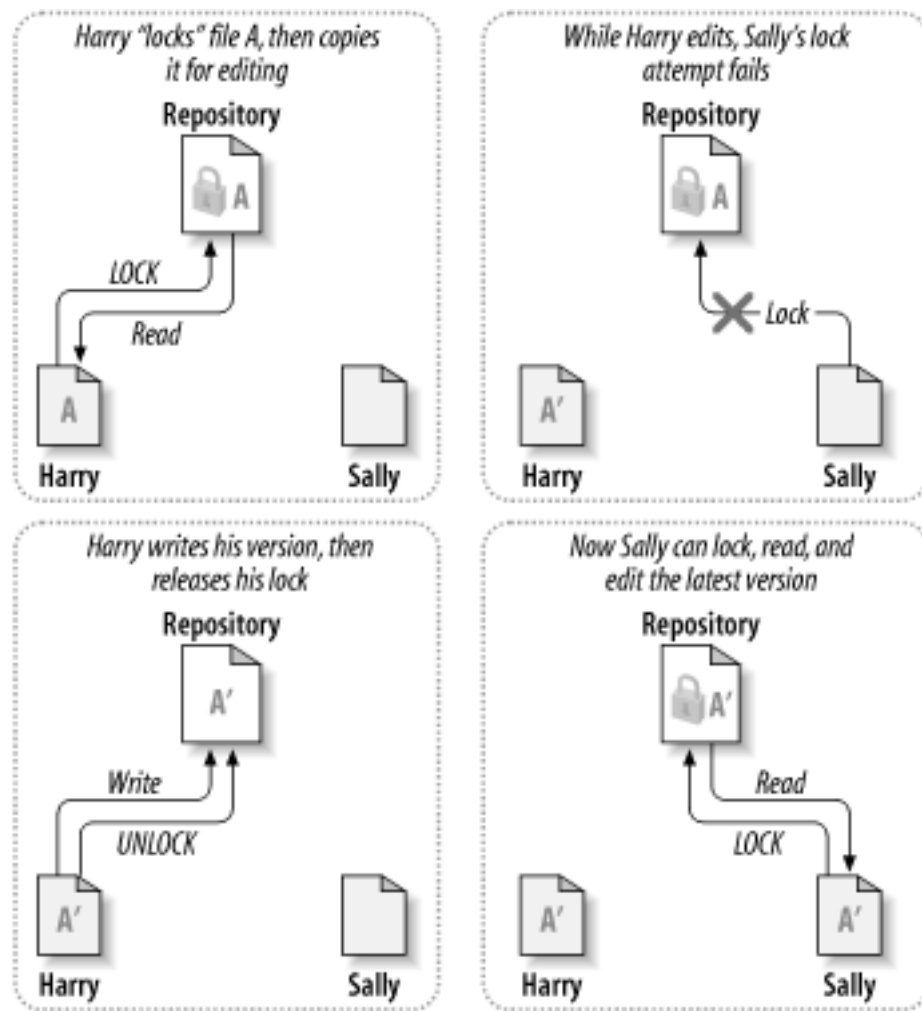 Harry “locks” file A, then copies
it for editing
Repository
A
LOCK
Read
A
Harry
Sally
While Harry edits, Sally’s lock
attempt fails
Repository
A
Lock
A′
Harry
Sally
Harry writes his version, then
releases his lock
Repository
A′
Write
UNLOCK
A′
Harry
Sally
Now Sally can lock, read, and
edit the latest version
Repository
A′
Read
LOCK
A′
A′
Harry
Sally